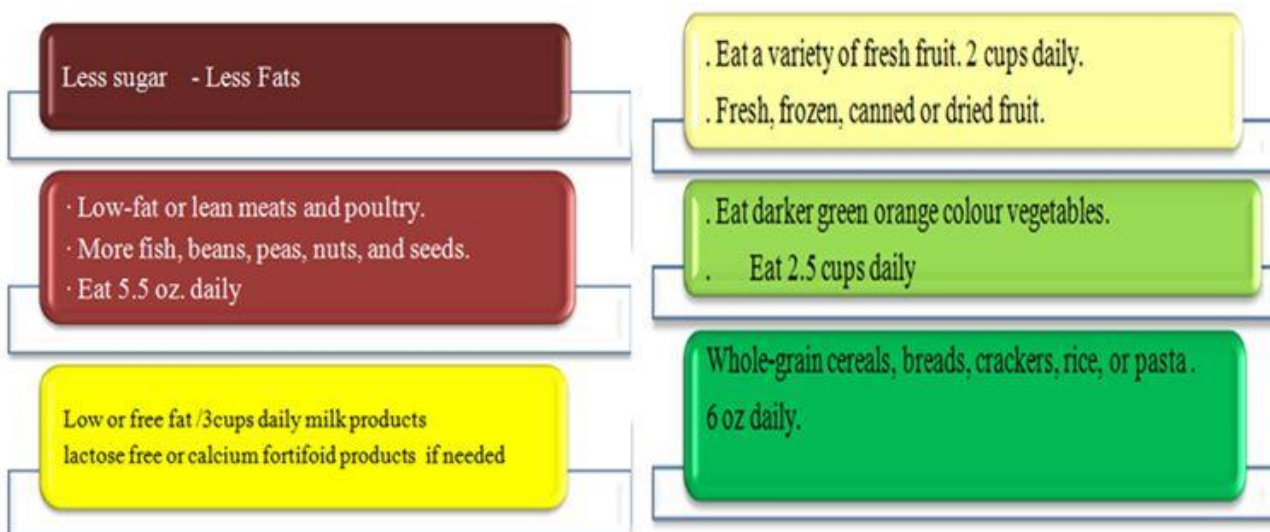 Less sugar - Less Fats
· Low-fat or lean meats and poultry.
· More fish, beans, peas, nuts, and seeds.
· Eat 5.5 oz. daily
Low or free fat /3cups daily milk products
lactose free or calcium fortifoid products if needed
. Eat a variety of fresh fruit. 2 cups daily.
. Fresh, frozen, canned or dried fruit.
. Eat darker green orange colour vegetables.
. Eat 2.5 cups daily
Whole-grain cereals, breads, crackers, rice, or pasta .
6 oz daily.